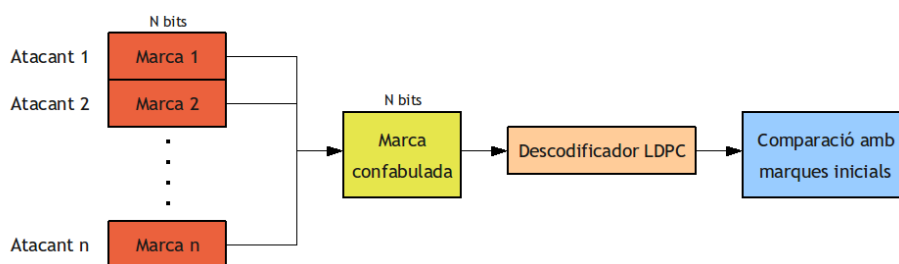 N bits
Atacant 1
Marca 1
Atacant 2
Marca 2
Atacant n
Marca n
N bits
Marca
confabulada
Descodificador LDPC
Comparació amb
marques inicials